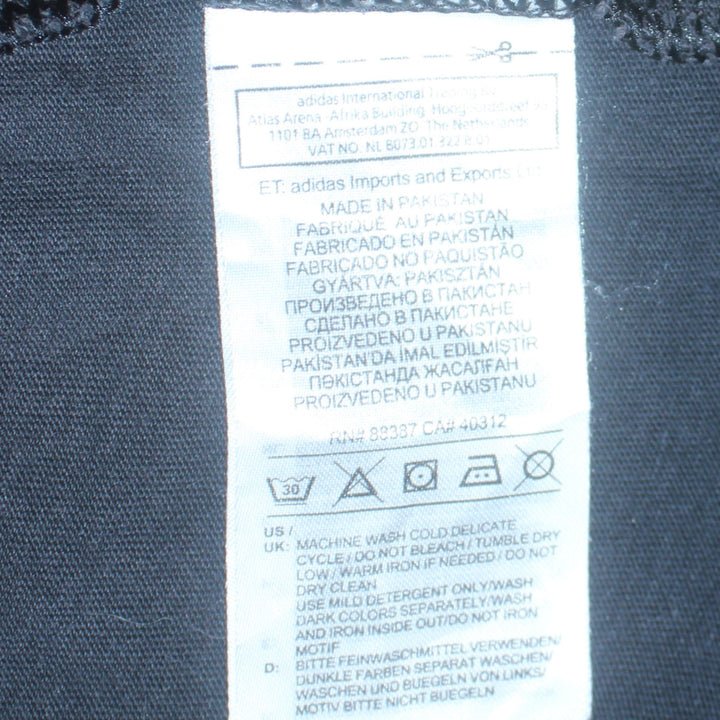 adidas International Trading BV
Atlas Arena -Afrika Building, Hoogoorddreef 9a
1101 BA Amsterdam ZO The Netherlands
VAT NO. NL 8073.01.322.B.01
ET: adidas Imports and Exports Ltd
MADE IN PAKISTAN
FABRIQUÉ AU PAKISTAN
FABRICADO EN PAKISTÁN
FABRICADO NO PAQUISTÃO
GYÁRTVA: PAKISZTÁN
ПРОИЗВЕДЕНО В ПАКИСТАН
СДЕЛАНО В ПАКИСТАНЕ
PROIZVEDENO U PAKISTANU
PAKİSTAN'DA İMAL EDİLMİŞTİR
ПӘКІСТАНДА ЖАСАЛҒАН
PROIZVEDENO U PAKISTANU
RN# 88387 CA# 40312
30
US /
UK: MACHINE WASH COLD DELICATE
CYCLE / DO NOT BLEACH / TUMBLE DRY
LOW / WARM IRON IF NEEDED / DO NOT
DRY CLEAN
USE MILD DETERGENT ONLY/WASH
DARK COLORS SEPARATELY/WASH
AND IRON INSIDE OUT/DO NOT IRON
MOTIF
D: BITTE FEINWASCHMITTEL VERWENDEN/
DUNKLE FARBEN SEPARAT WASCHEN/
WASCHEN UND BUEGELN VON LINKS/
MOTIV BITTE NICHT BUEGELN